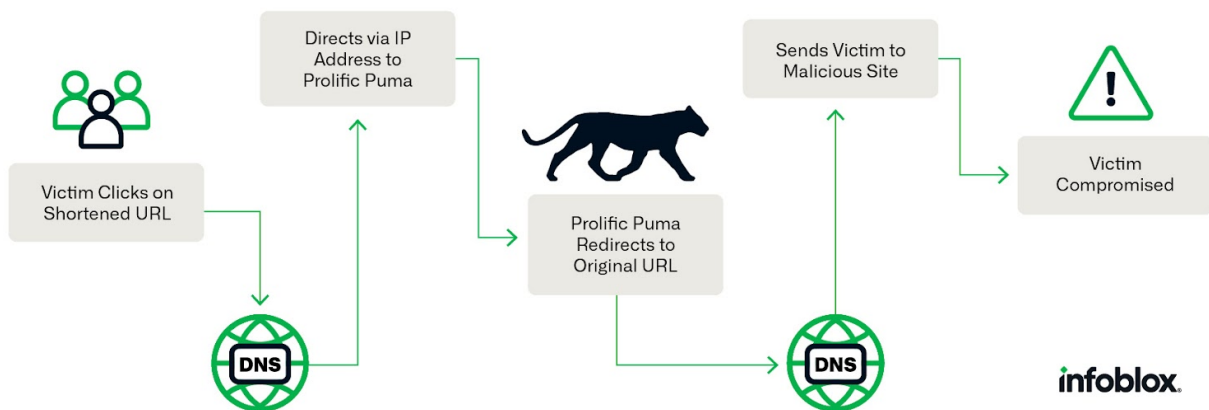 Victim Clicks on
Shortened URL
DNS
Directs via IP
Address to
Prolific Puma
Prolific Puma
Redirects to
Original URL
DNS
Sends Victim to
Malicious Site
Victim
Compromised
infoblox®